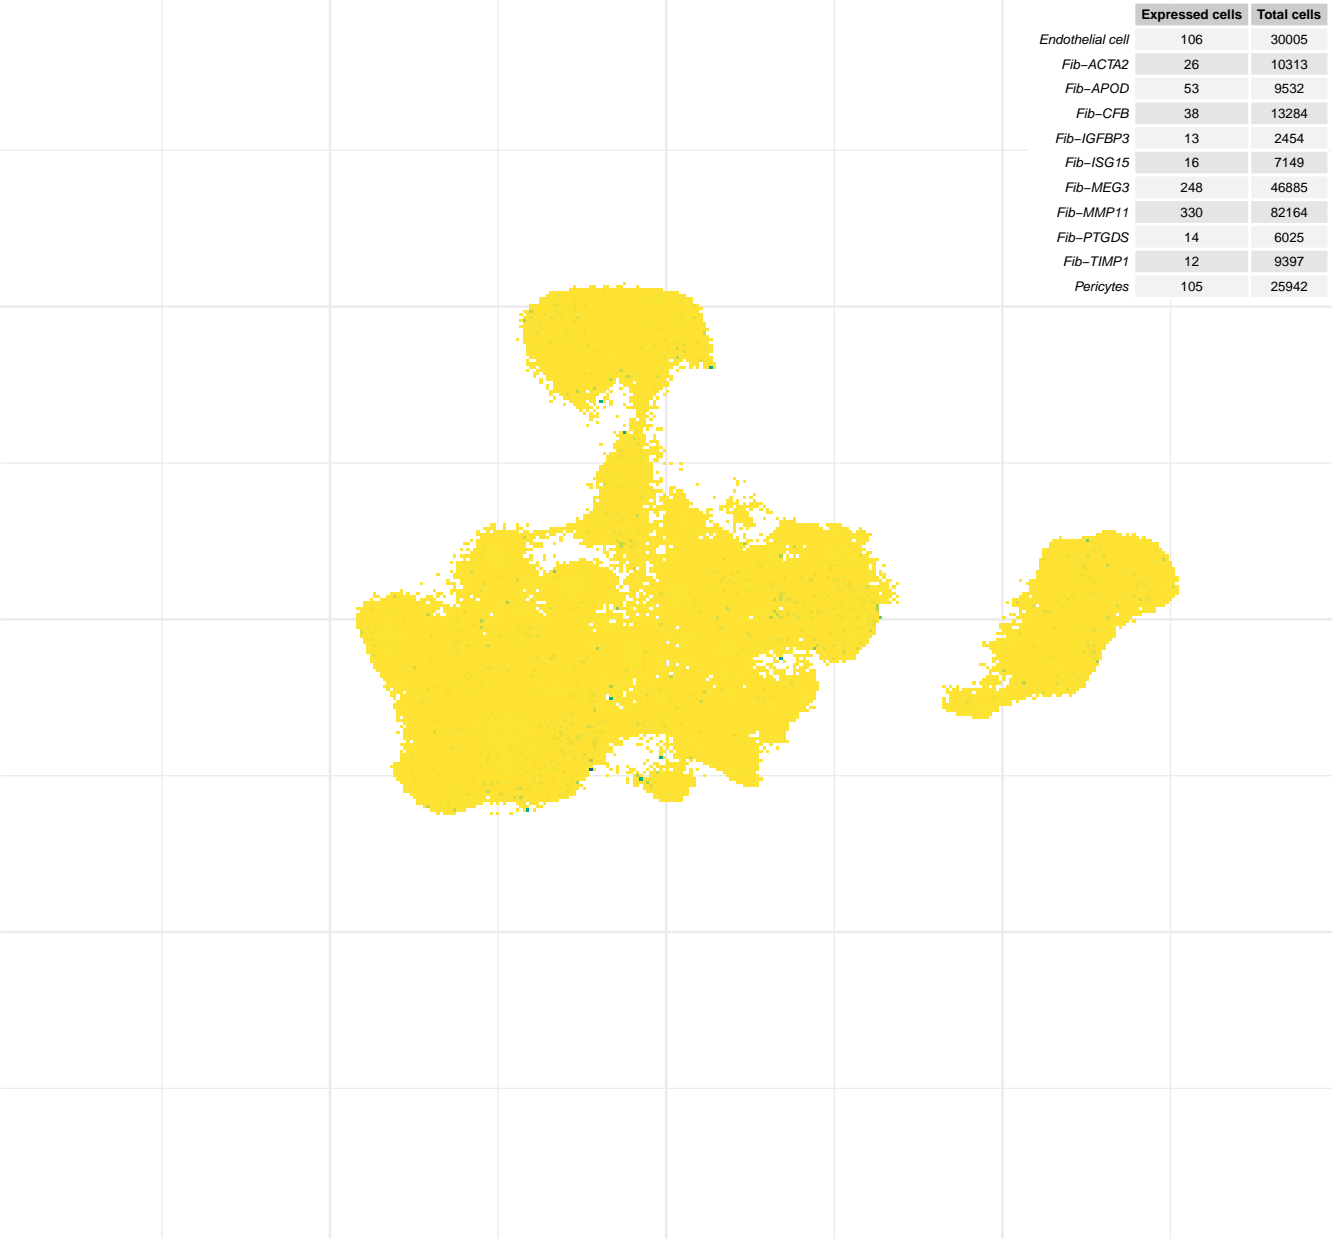 Expressed cells Total cells
Endothelial cell 106 30005
Fib−ACTA2 26 10313
Fib−APOD 53 9532
Fib−CFB 38 13284
Fib−IGFBP3 13 2454
Fib−ISG15 16 7149
Fib−MEG3 248 46885
Fib−MMP11 330 82164
Fib−PTGDS 14 6025
Fib−TIMP1 12 9397
Pericytes 105 25942